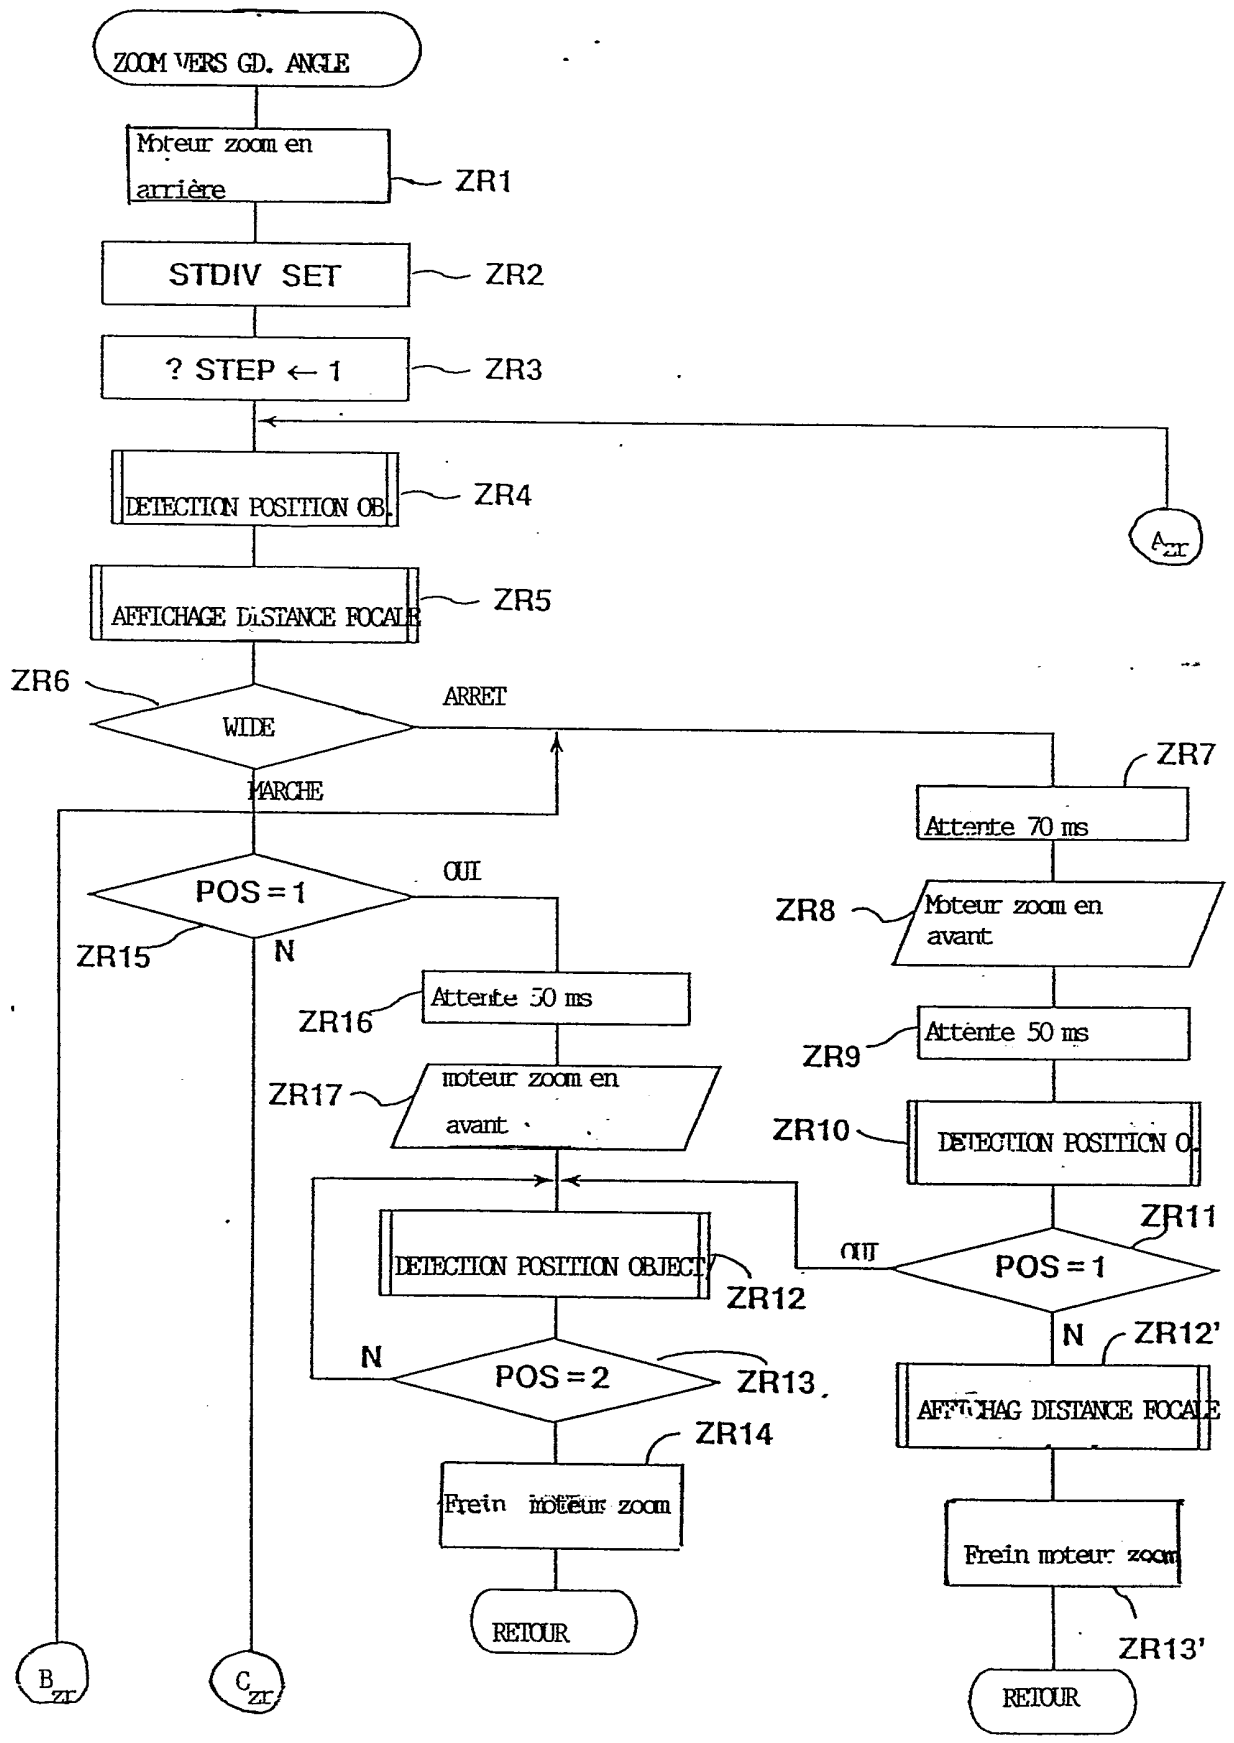 ZOOM VERS GD. ANGLE
Moteur zoom en
arrière
ZR1
STDIV SET
ZR2
? STEP ← 1
ZR3
DETECTION POSITION OB.
ZR4
Azr
AFFICHAGE DISTANCE FOCALE
ZR5
ZR6
WIDE
ARRET
MARCHE
ZR7
Attente 70 ms
POS = 1
OUI
ZR15
N
ZR8
Moteur zoom en
avant
Attente 50 ms
ZR16
Attente 50 ms
ZR9
ZR17
moteur zoom en
avant
ZR10
DETECTION POSITION O.
ZR11
OUI
POS = 1
DETECTION POSITION OBJECT
ZR12
N
ZR12'
N
POS = 2
ZR13
AFFICHAG DISTANCE FOCALE
ZR14
Frein moteur zoom
Frein moteur zoom
ZR13'
RETOUR
RETOUR
Bzr
Czr